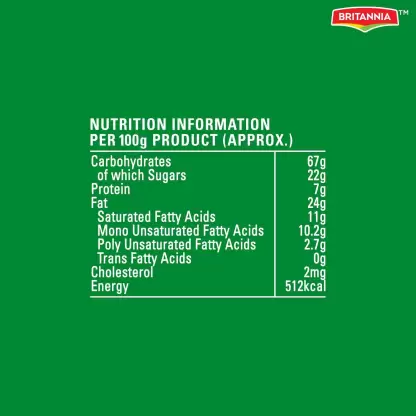 BRITANNIA™
NUTRITION INFORMATION
PER 100g PRODUCT (APPROX.)
Carbohydrates 67g
of which Sugars 22g
Protein 7g
Fat 24g
Saturated Fatty Acids 11g
Mono Unsaturated Fatty Acids 10.2g
Poly Unsaturated Fatty Acids 2.7g
Trans Fatty Acids 0g
Cholesterol 2mg
Energy 512kcal